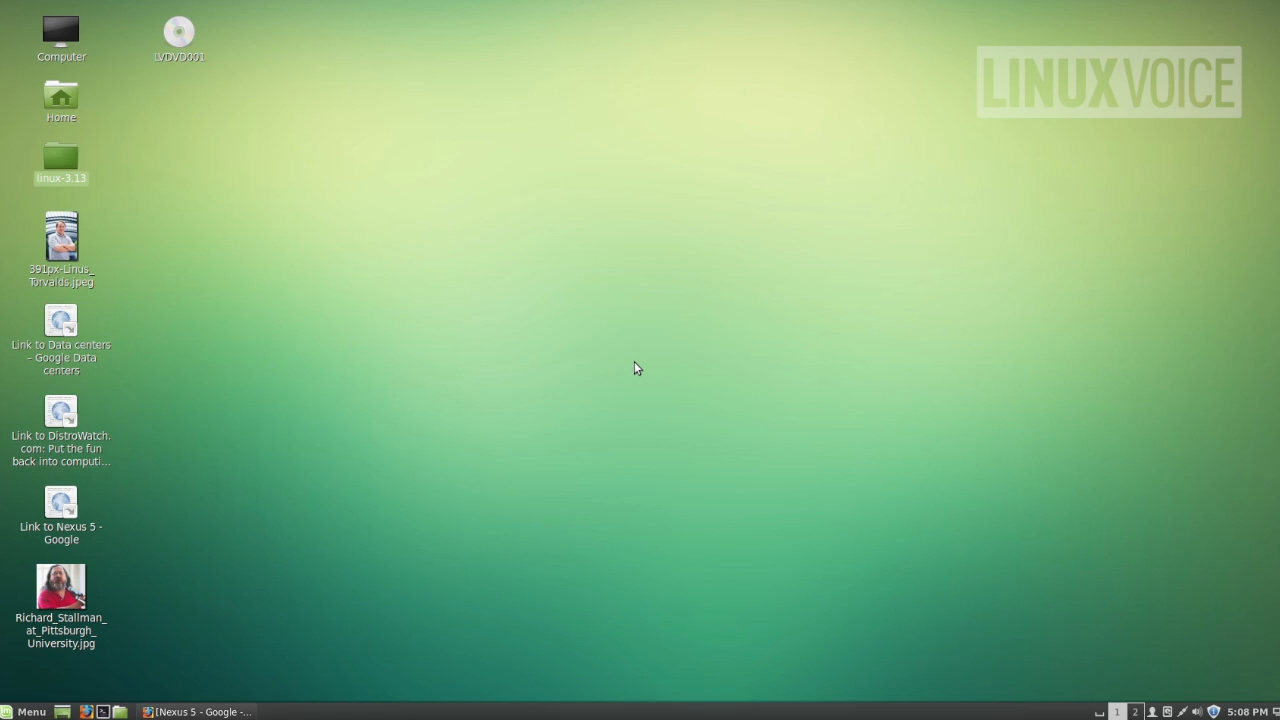 Computer
LVDVD001
LINUXVOICE
Home
linux-3.13
391px-Linus_
Torvalds.jpeg
Link to Data centers
– Google Data
centers
Link to DistroWatch.
com: Put the fun
back into computi...
Link to Nexus 5 -
Google
Richard_Stallman_
at_Pittsburgh_
University.jpg
Menu
[Nexus 5 - Google -...
1
2
5:08 PM